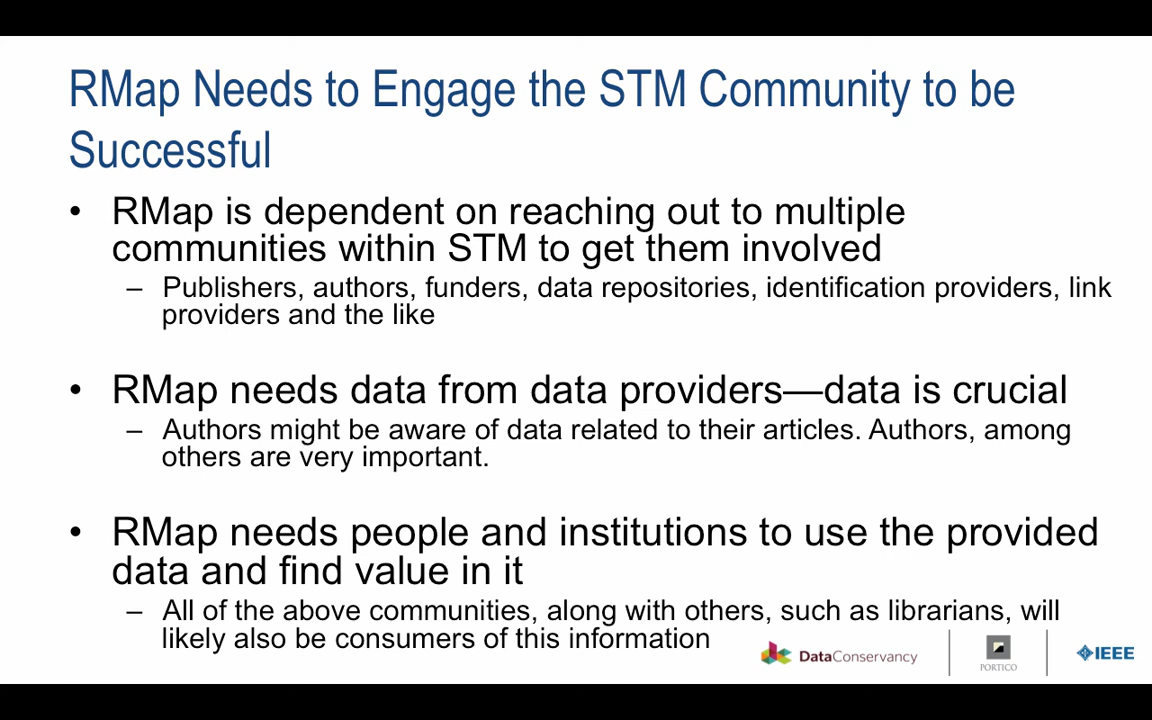 RMap Needs to Engage the STM Community to be
Successful
• RMap is dependent on reaching out to multiple
communities within STM to get them involved
– Publishers, authors, funders, data repositories, identification providers, link
providers and the like
• RMap needs data from data providers—data is crucial
– Authors might be aware of data related to their articles. Authors, among
others are very important.
• RMap needs people and institutions to use the provided
data and find value in it
– All of the above communities, along with others, such as librarians, will
likely also be consumers of this information
DataConservancy
PORTICO
IEEE